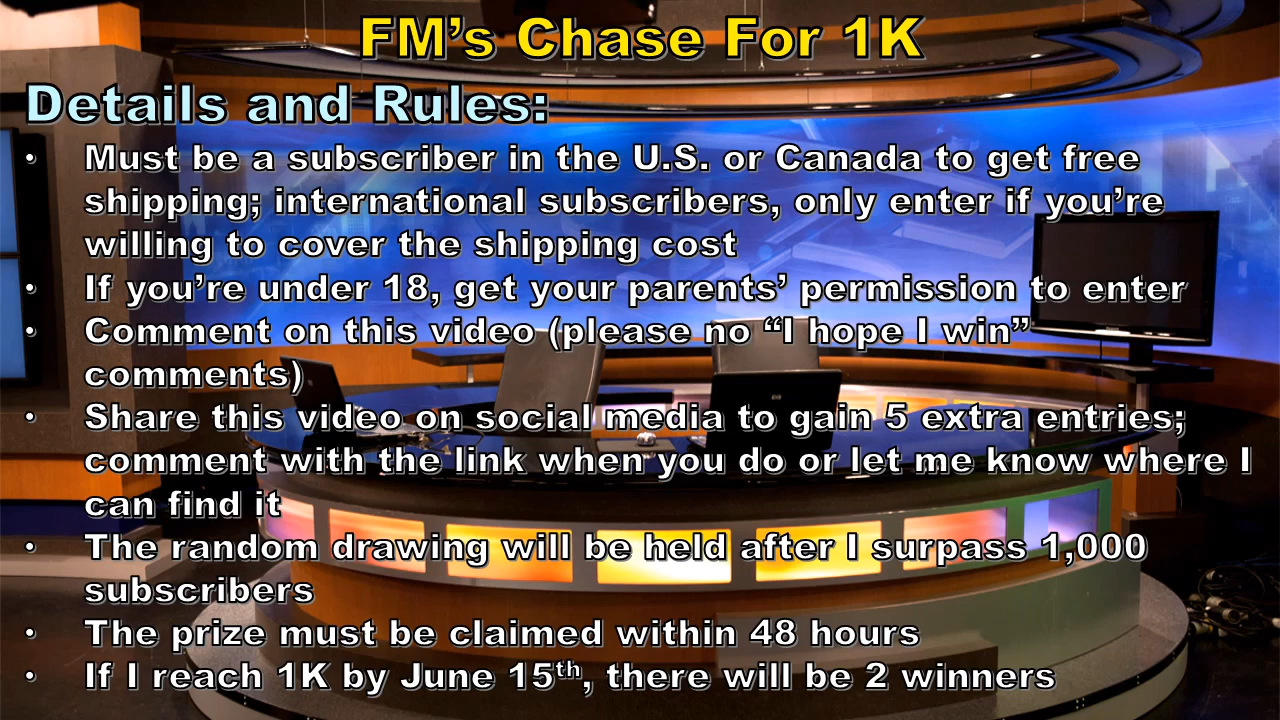 FM’s Chase For 1K
Details and Rules:
• Must be a subscriber in the U.S. or Canada to get free
shipping; international subscribers, only enter if you’re
willing to cover the shipping cost
• If you’re under 18, get your parents’ permission to enter
• Comment on this video (please no “I hope I win”
comments)
• Share this video on social media to gain 5 extra entries;
comment with the link when you do or let me know where I
can find it
• The random drawing will be held after I surpass 1,000
subscribers
• The prize must be claimed within 48 hours
• If I reach 1K by June 15th, there will be 2 winners